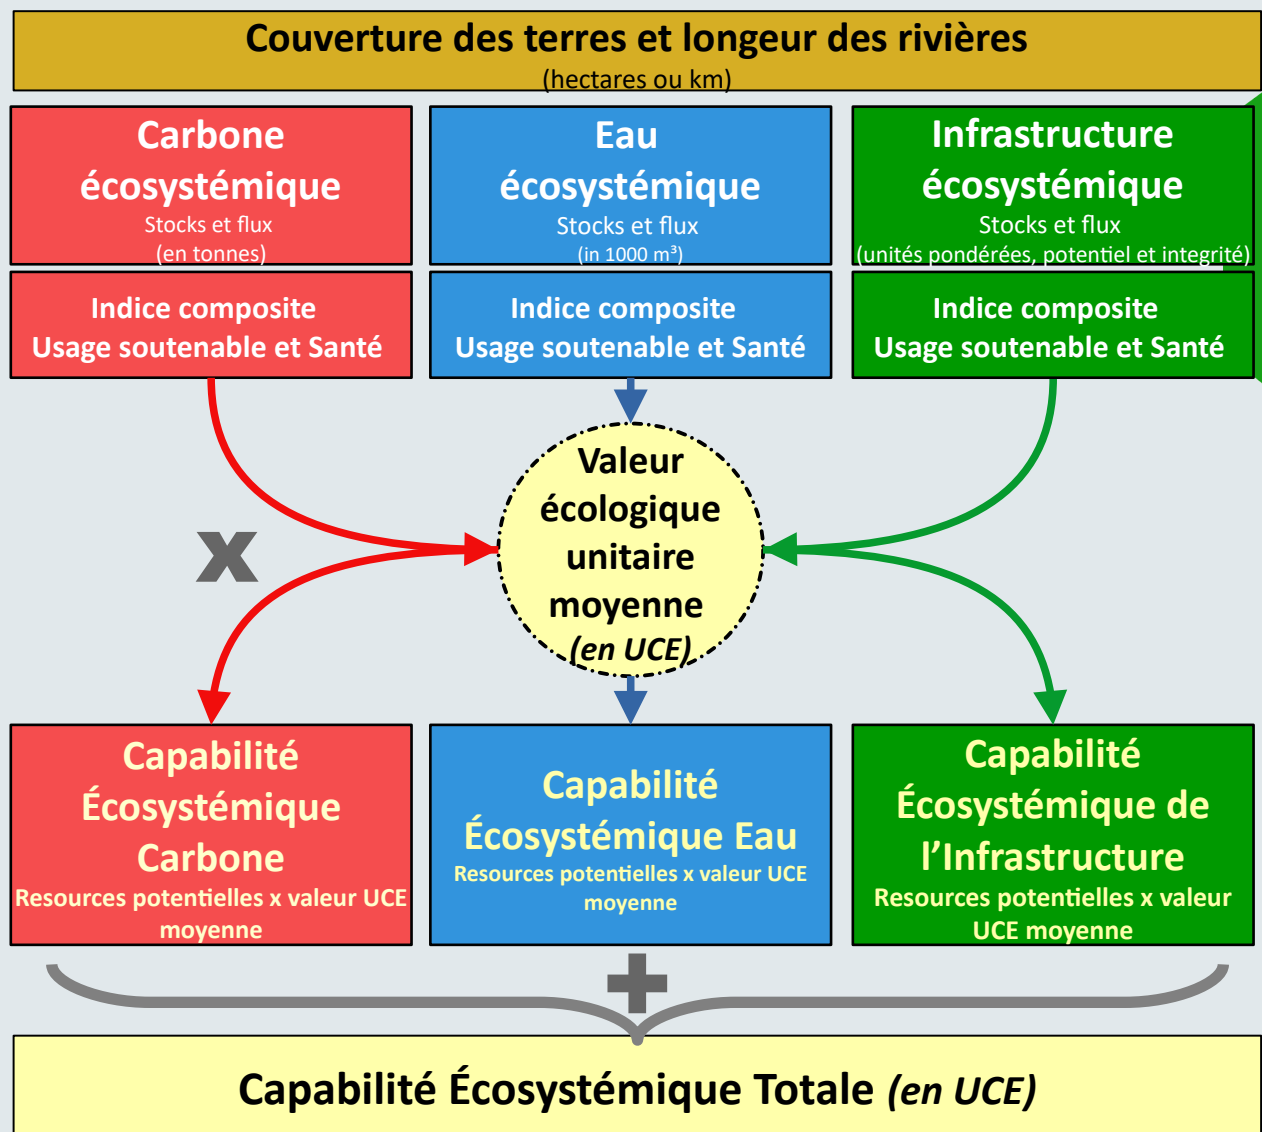 Couverture des terres et longeur des rivières
(hectares ou km)
Carbone
écosystémique
Stocks et flux
(en tonnes)
Eau
écosystémique
Stocks et flux
(in 1000 m³)
Infrastructure
écosystémique
Stocks et flux
(unités pondérées, potentiel et integrité)
Indice composite
Usage soutenable et Santé
Indice composite
Usage soutenable et Santé
Indice composite
Usage soutenable et Santé
Valeur
écologique
unitaire
moyenne
(en UCE)
X
Capabilité
Écosystémique
Carbone
Resources potentielles x valeur UCE
moyenne
Capabilité
Écosystémique Eau
Resources potentielles x valeur UCE
moyenne
Capabilité
Écosystémique de
l’Infrastructure
Resources potentielles x valeur
UCE moyenne
+
Capabilité Écosystémique Totale (en UCE)